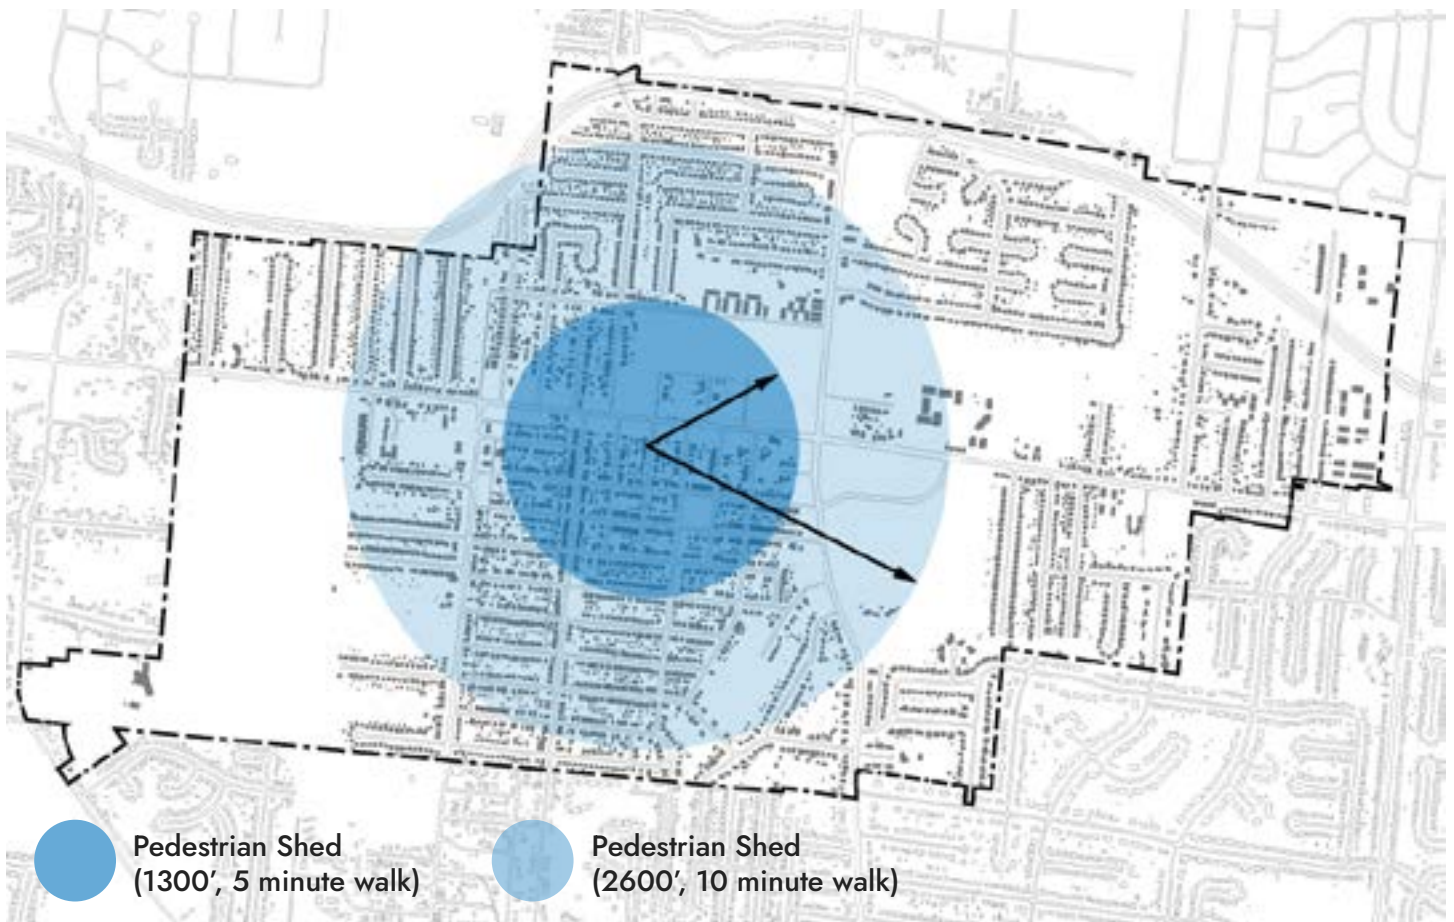 Pedestrian Shed
(1300’, 5 minute walk)
Pedestrian Shed
(2600’, 10 minute walk)